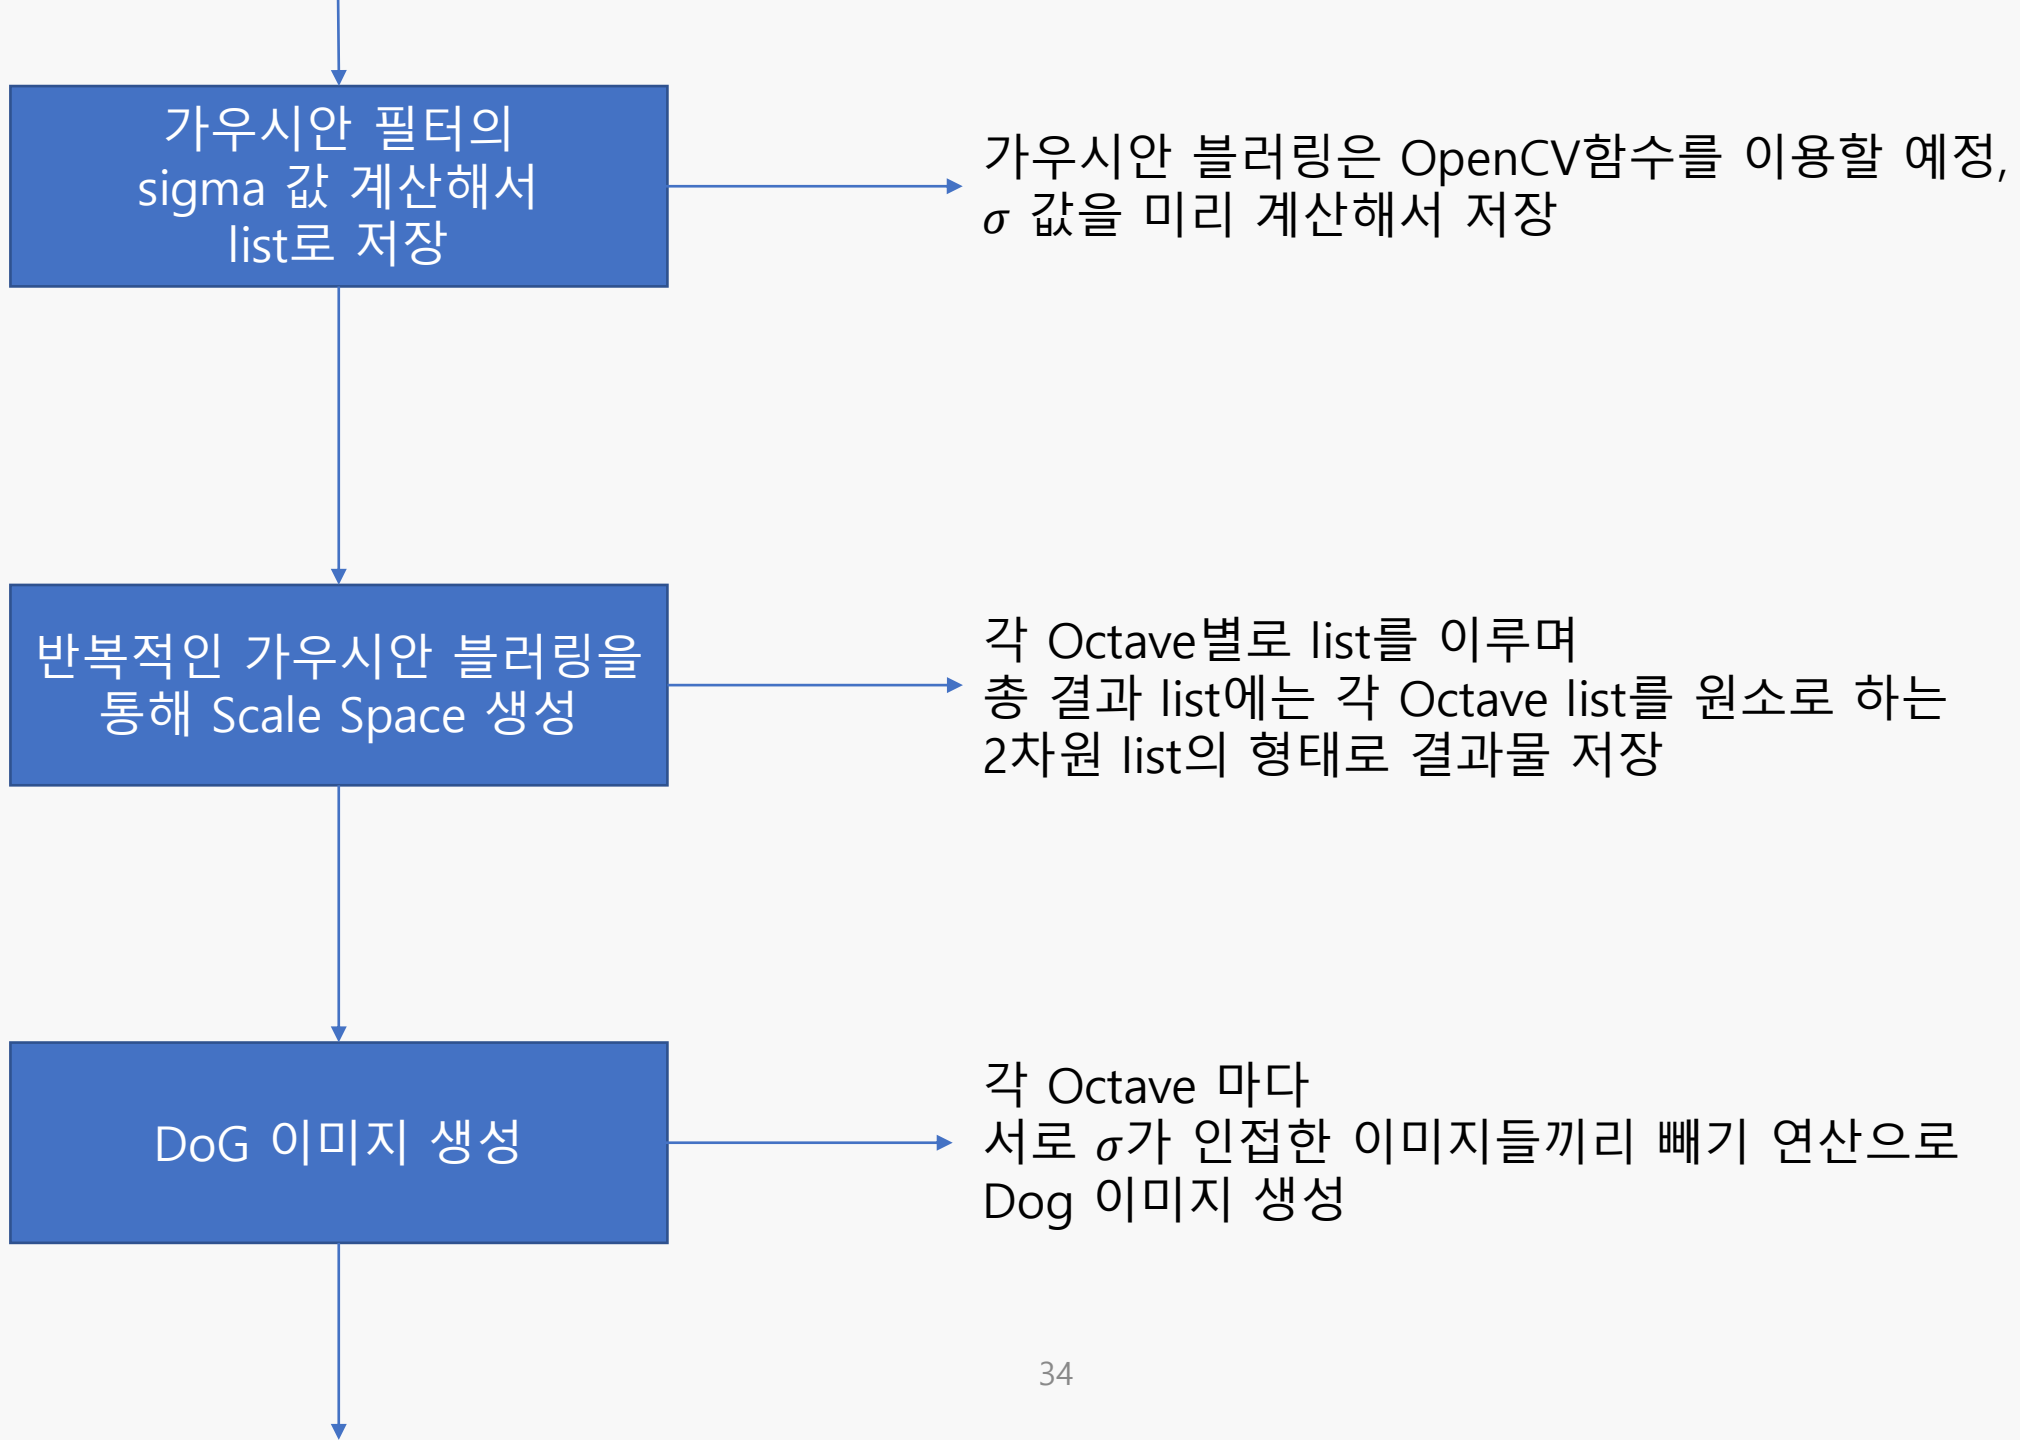 가우시안 필터의
sigma 값 계산해서
list로 저장
가우시안 블러링은 OpenCV함수를 이용할 예정,
σ 값을 미리 계산해서 저장
반복적인 가우시안 블러링을
통해 Scale Space 생성
각 Octave별로 list를 이루며
총 결과 list에는 각 Octave list를 원소로 하는
2차원 list의 형태로 결과물 저장
DoG 이미지 생성
각 Octave 마다
서로 σ가 인접한 이미지들끼리 빼기 연산으로
Dog 이미지 생성
34